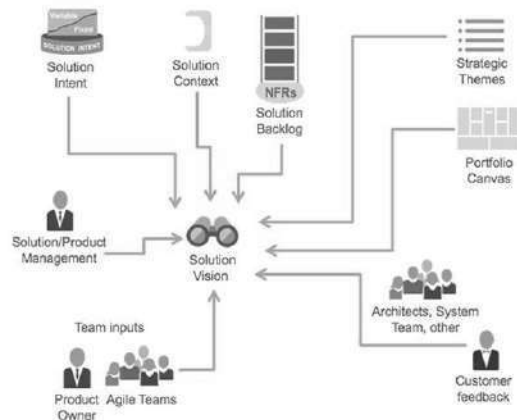 Variable
Fixed
SOLUTION INTENT
Solution
Intent
Solution
Context
NFRs
Solution
Backlog
Strategic
Themes
Portfolio
Canvas
Solution/Product
Management
Solution
Vision
Architects, System
Team, other
Customer
feedback
Team inputs
Product
Owner
Agile Teams